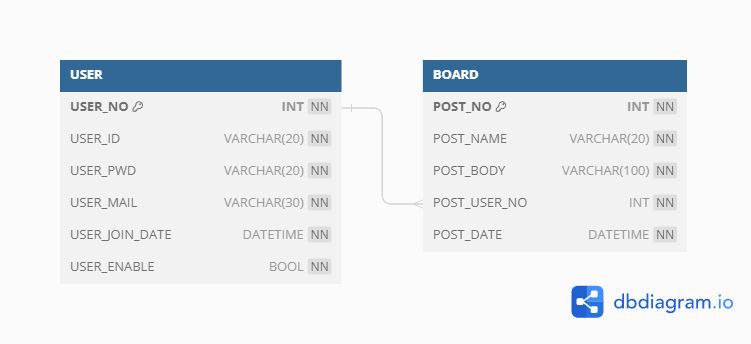 USER
USER_NO INT NN
USER_ID VARCHAR(20) NN
USER_PWD VARCHAR(20) NN
USER_MAIL VARCHAR(30) NN
USER_JOIN_DATE DATETIME NN
USER_ENABLE BOOL NN
BOARD
POST_NO INT NN
POST_NAME VARCHAR(20) NN
POST_BODY VARCHAR(100) NN
POST_USER_NO INT NN
POST_DATE DATETIME NN
dbdiagram.io